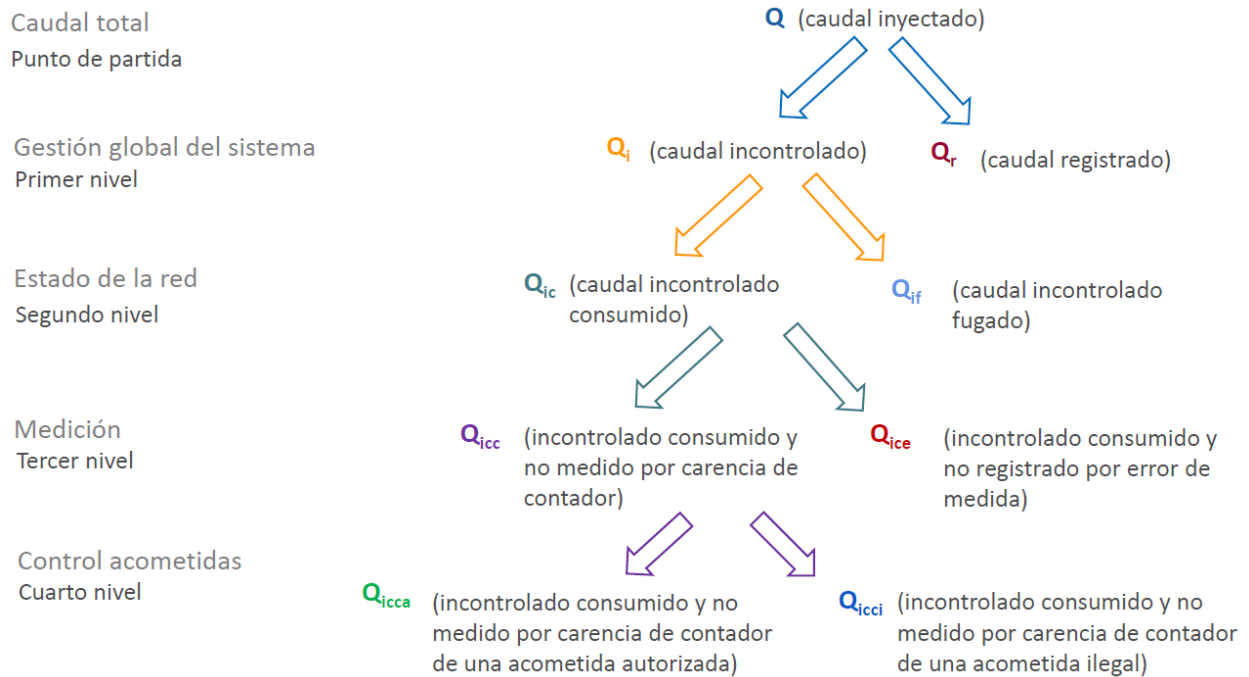 Caudal total
Punto de partida
Q (caudal inyectado)
Gestión global del sistema
Primer nivel
Qi (caudal incontrolado)
Qr (caudal registrado)
Estado de la red
Segundo nivel
Qic (caudal incontrolado
consumido)
Qif (caudal incontrolado
fugado)
Medición
Tercer nivel
Qicc (incontrolado consumido y
no medido por carencia de
contador)
Qice (incontrolado consumido y
no registrado por error de
medida)
Control acometidas
Cuarto nivel
Qicca (incontrolado consumido y no
medido por carencia de contador
de una acometida autorizada)
Qicci (incontrolado consumido y no
medido por carencia de contador
de una acometida ilegal)